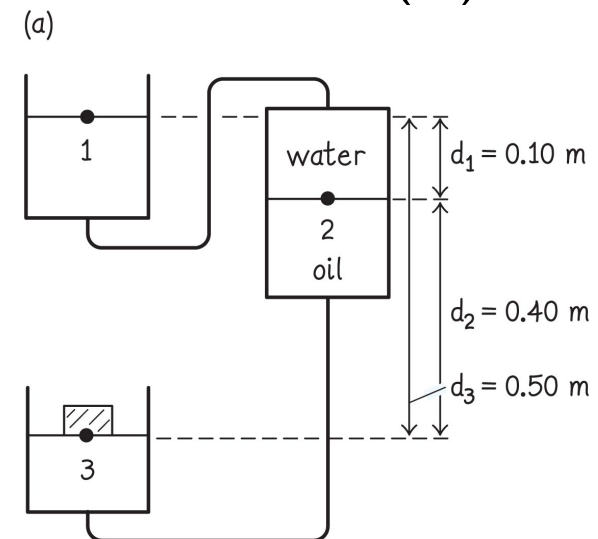 (a)
1
water
2
oil
d₁ = 0.10 m
d₂ = 0.40 m
d₃ = 0.50 m
3